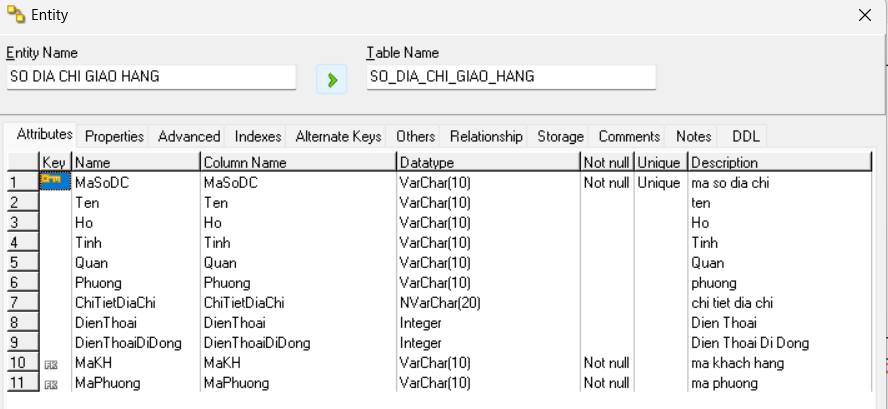 Entity
Entity Name Table Name
SO DIA CHI GIAO HANG SO_DIA_CHI_GIAO_HANG
Attributes Properties Advanced Indexes Alternate Keys Others Relationship Storage Comments Notes DDL
Key Name Column Name Datatype Not null Unique Description
1 MaSoDC MaSoDC VarChar(10) Not null Unique ma so dia chi
2 Ten Ten VarChar(10) ten
3 Ho Ho VarChar(10) Ho
4 Tinh Tinh VarChar(10) Tinh
5 Quan Quan VarChar(10) Quan
6 Phuong Phuong VarChar(10) phuong
7 ChiTietDiaChi ChiTietDiaChi NVarChar(20) chi tiet dia chi
8 DienThoai DienThoai Integer Dien Thoai
9 DienThoaiDiDong DienThoaiDiDong Integer Dien Thoai Di Dong
10 MaKH MaKH VarChar(10) Not null ma khach hang
11 MaPhuong MaPhuong VarChar(10) Not null ma phuong